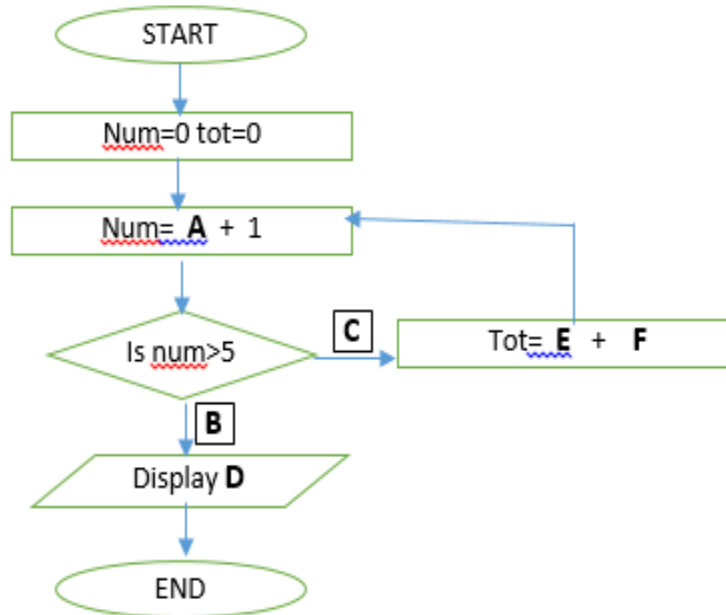 START
Num=0 tot=0
Num= A + 1
Is num>5
C
Tot= E + F
B
Display D
END